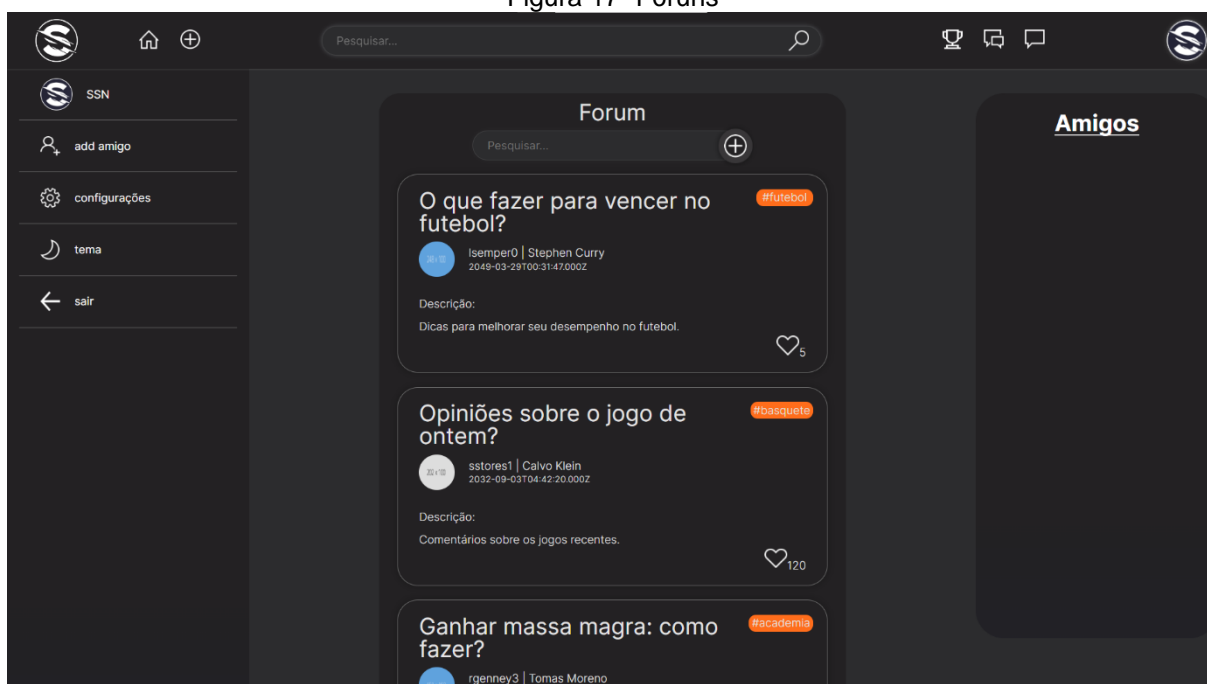 Figura 17- Fóruns
Pesquisar...
SSN
add amigo
configurações
tema
sair
Forum
Pesquisar...
O que fazer para vencer no
futebol?
#futebol
lsemper0 | Stephen Curry
2049-03-29T00:31:47.000Z
Descrição:
Dicas para melhorar seu desempenho no futebol.
5
Opiniões sobre o jogo de
ontem?
#basquete
sstores1 | Calvo Klein
2032-09-03T04:42:20.000Z
Descrição:
Comentários sobre os jogos recentes.
120
Ganhar massa magra: como
fazer?
#academia
rgenney3 | Tomas Moreno
Amigos